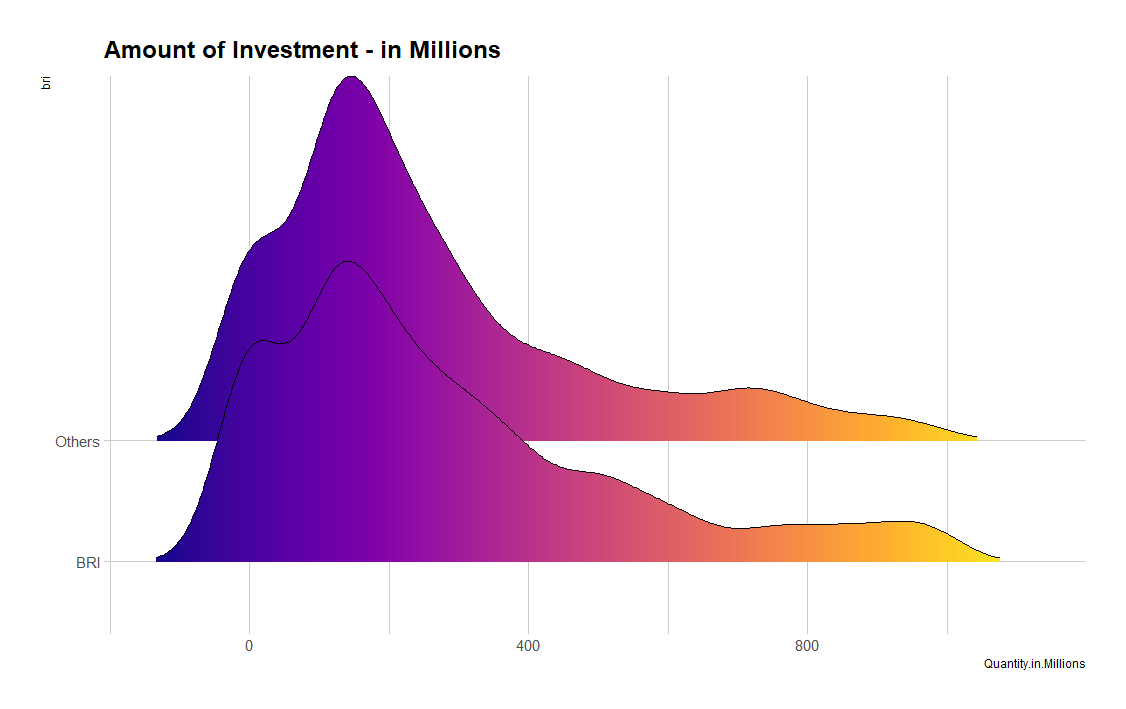 Amount of Investment - in Millions
bri
Others
BRI
0 400 800
Quantity.in.Millions